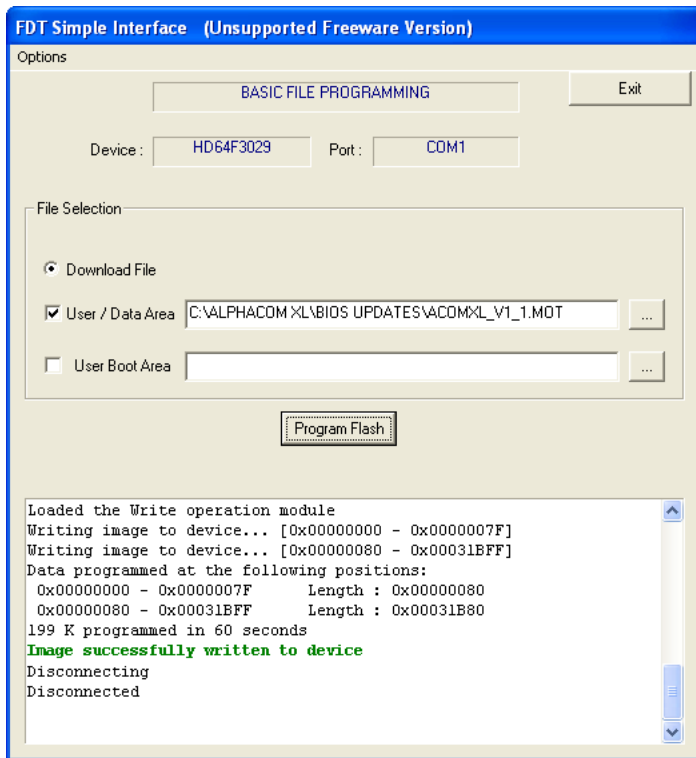 FDT Simple Interface (Unsupported Freeware Version)
Options
BASIC FILE PROGRAMMING
Exit
Device : HD64F3029 Port : COM1
File Selection
Download File
User / Data Area C:\ALPHACOM XL\BIOS UPDATES\ACOMXL_V1_1.MOT ...
User Boot Area ...
Program Flash
Loaded the Write operation module
Writing image to device... [0x00000000 - 0x0000007F]
Writing image to device... [0x00000080 - 0x00031BFF]
Data programmed at the following positions:
0x00000000 - 0x0000007F Length : 0x00000080
0x00000080 - 0x00031BFF Length : 0x00031B80
199 K programmed in 60 seconds
Image successfully written to device
Disconnecting
Disconnected